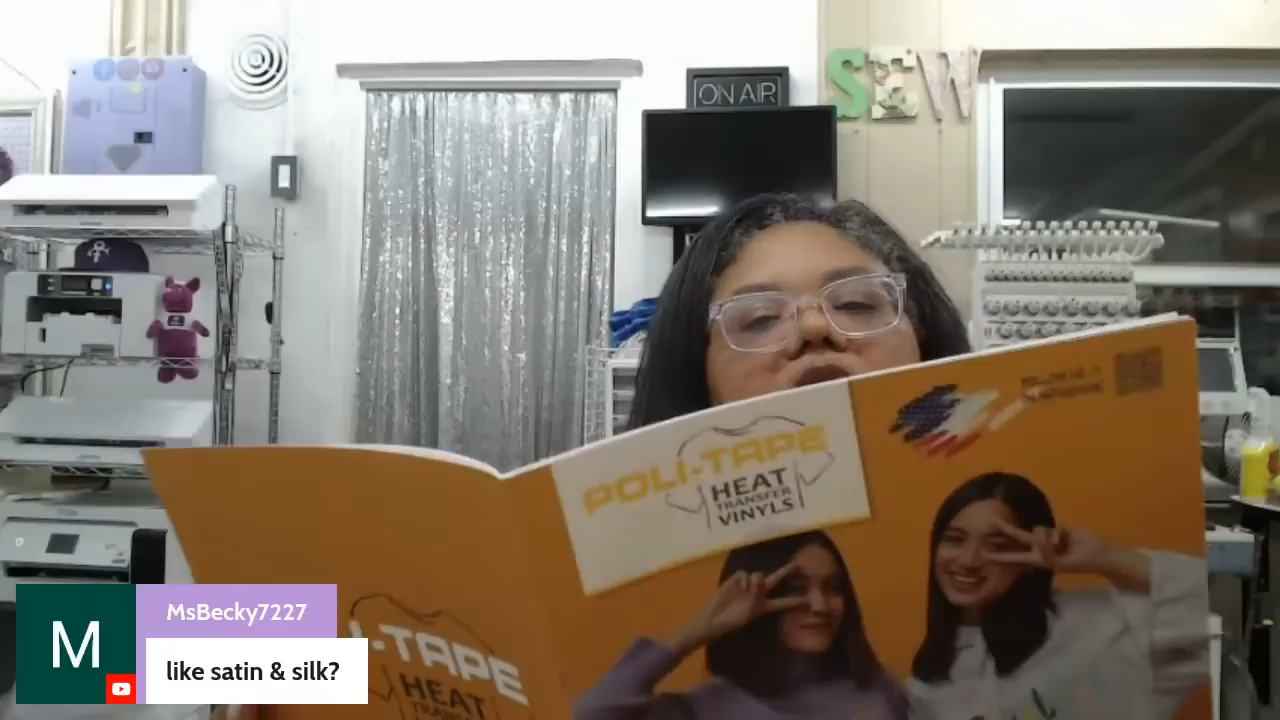 ON AIR
SEW
POLI-TAPE
HEAT
TRANSFER
VINYLS
I-TAPE
HEAT
MsBecky7227
M
like satin & silk?